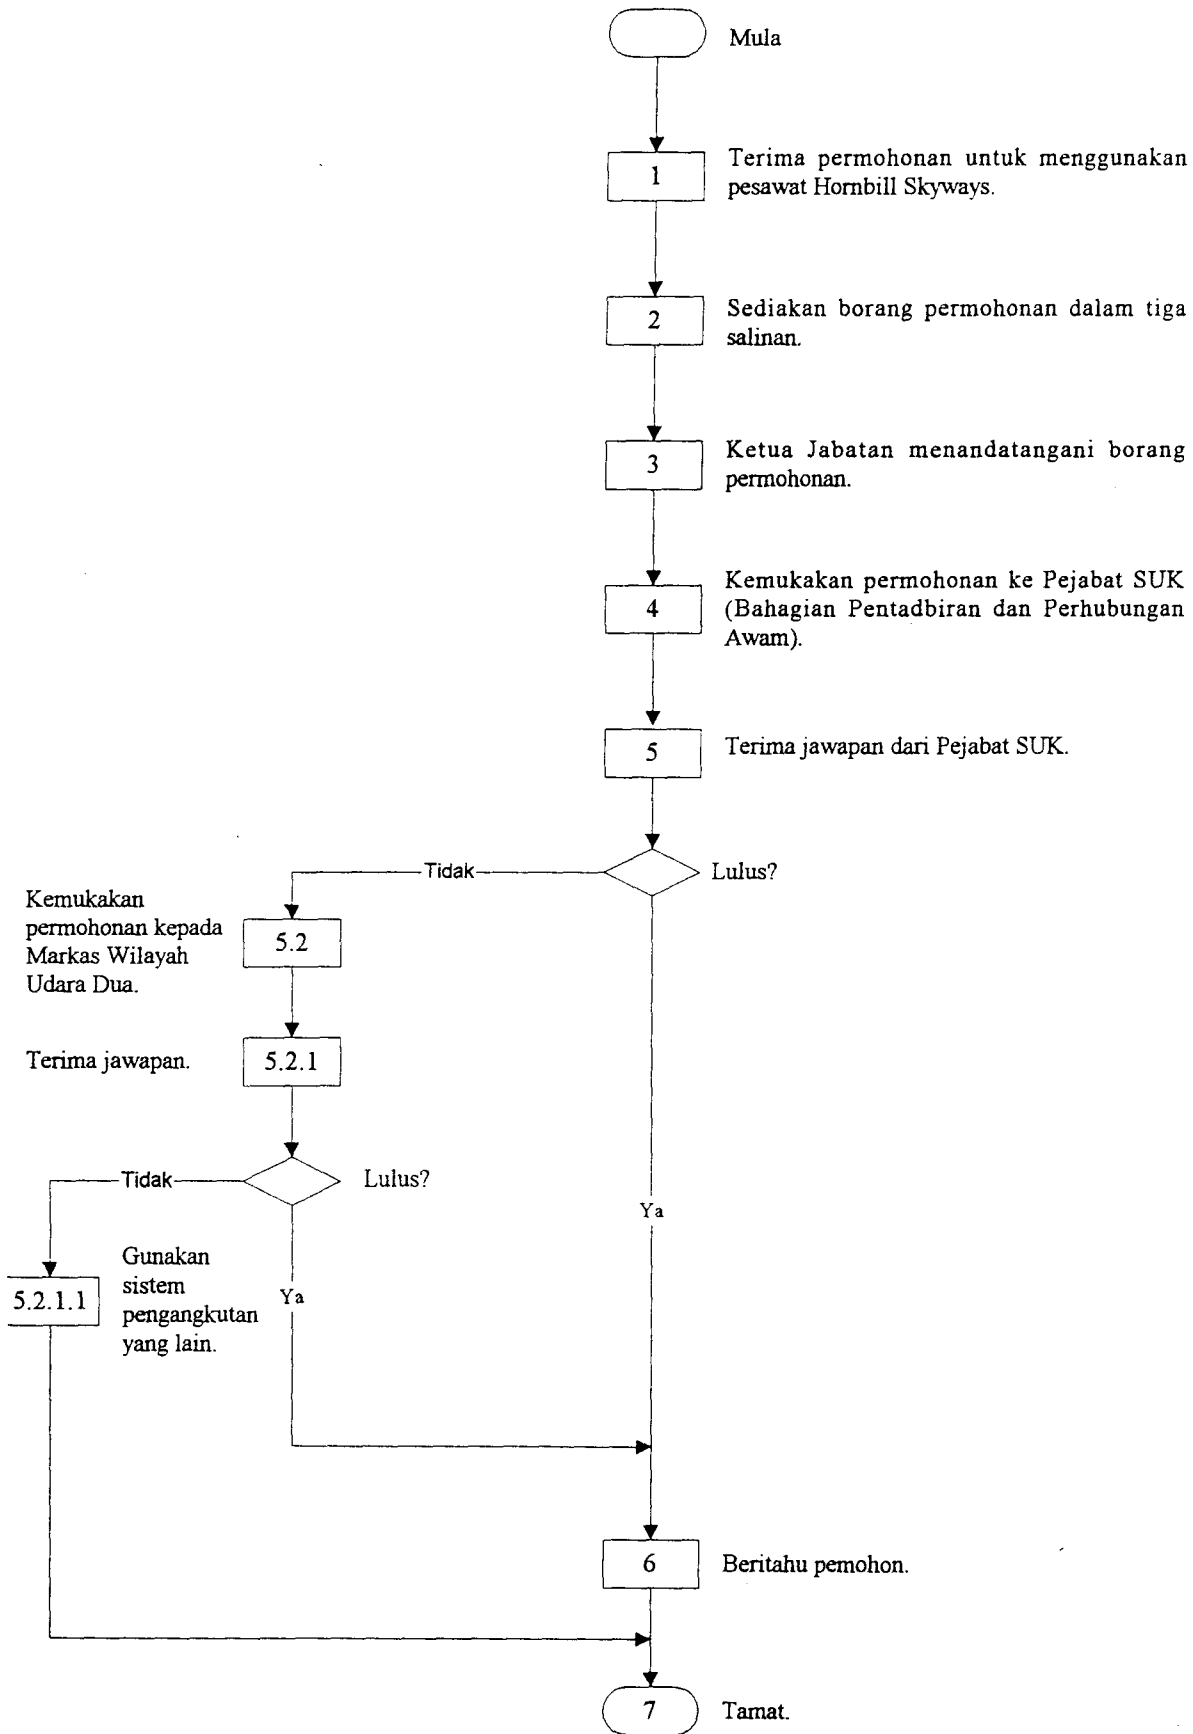 Mula
1
Terima permohonan untuk menggunakan
pesawat Hornbill Skyways.
2
Sediakan borang permohonan dalam tiga
salinan.
3
Ketua Jabatan menandatangani borang
permohonan.
4
Kemukakan permohonan ke Pejabat SUK
(Bahagian Pentadbiran dan Perhubungan
Awam).
5
Terima jawapan dari Pejabat SUK.
Tidak
Lulus?
Kemukakan
permohonan kepada
Markas Wilayah
Udara Dua.
5.2
Terima jawapan.
5.2.1
Tidak
Lulus?
Ya
5.2.1.1
Gunakan
sistem
pengangkutan
yang lain.
Ya
6
Beritahu pemohon.
7
Tamat.